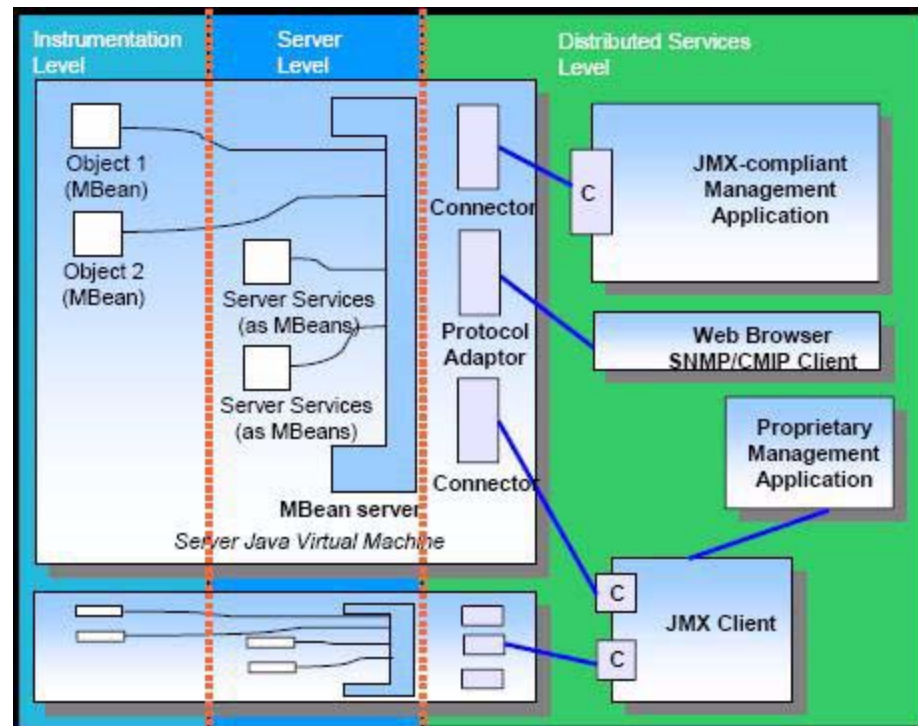 Instrumentation
Level
Server
Level
Distributed Services
Level
Object 1
(MBean)
Object 2
(MBean)
Server Services
(as MBeans)
Server Services
(as MBeans)
MBean server
Server Java Virtual Machine
Connector
Protocol
Adaptor
Connector
C
JMX-compliant
Management
Application
Web Browser
SNMP/CMIP Client
Proprietary
Management
Application
C
JMX Client
C